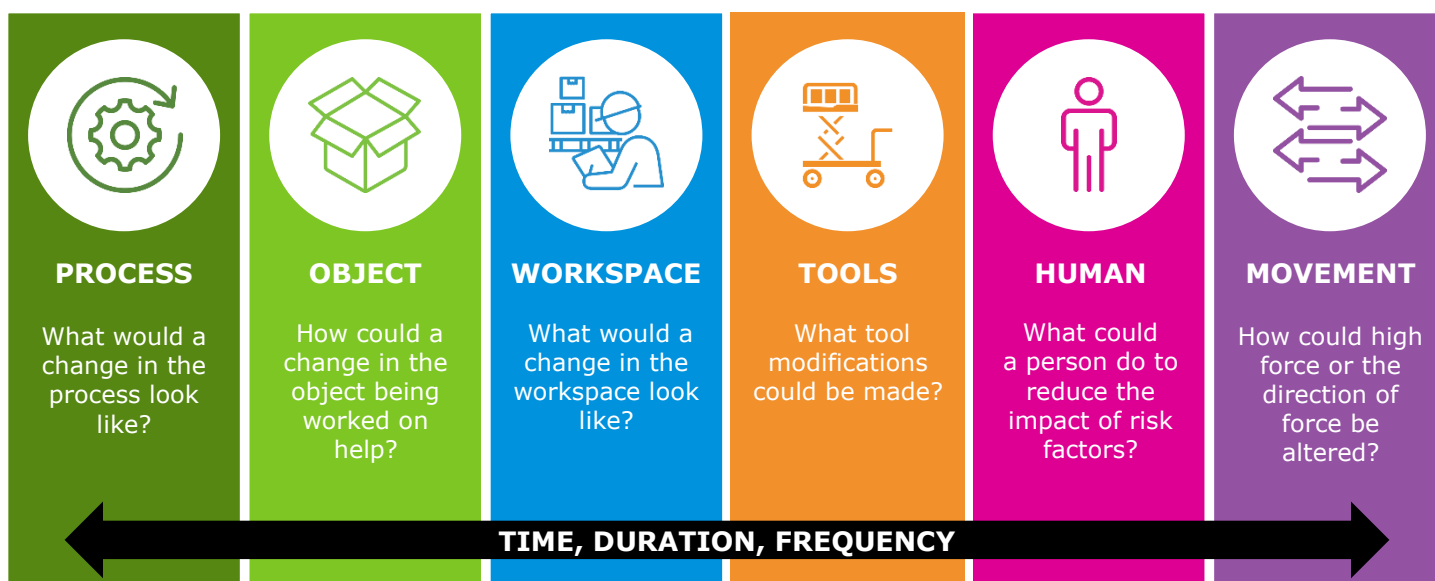 PROCESS
What would a
change in the
process look
like?
OBJECT
How could a
change in the
object being
worked on
help?
WORKSPACE
What would a
change in the
workspace look
like?
TOOLS
What tool
modifications
could be made?
HUMAN
What could
a person do to
reduce the
impact of risk
factors?
MOVEMENT
How could high
force or the
direction of
force be
altered?
TIME, DURATION, FREQUENCY